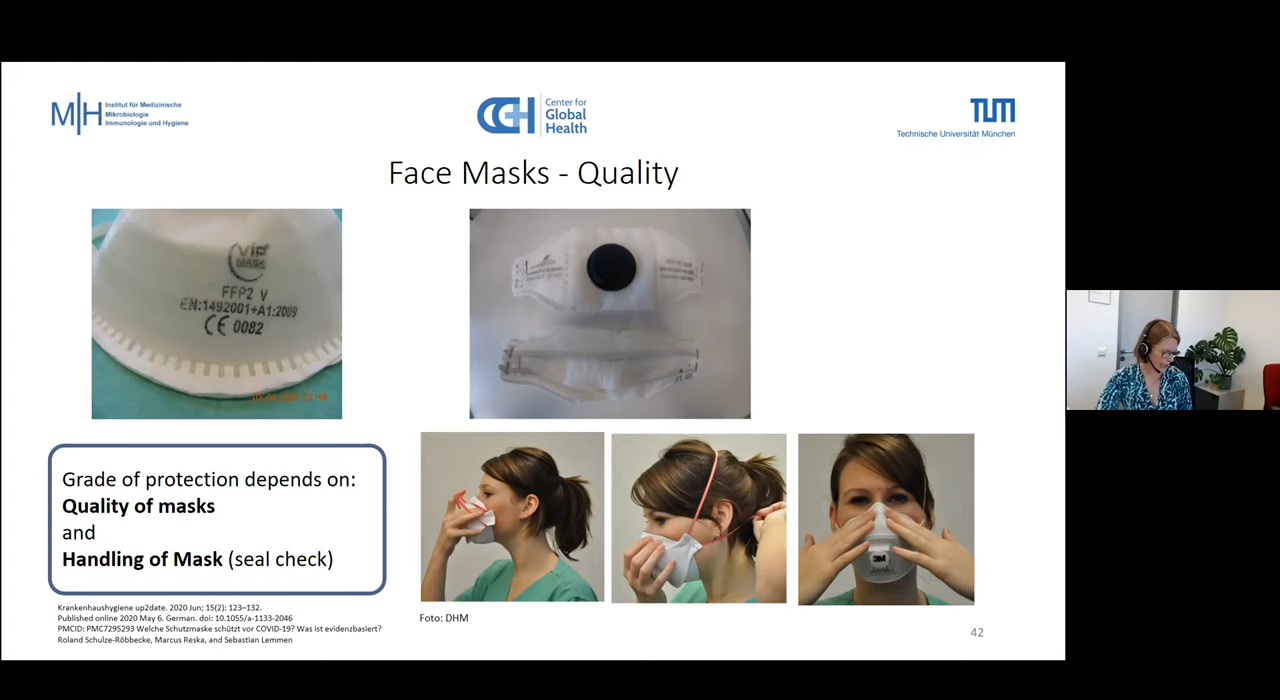 M|H Institut für Medizinische
Mikrobiologie
Immunologie und Hygiene
CGH Center for
Global
Health
TUM
Technische Universität München
Face Masks - Quality
ViP
MASK
FFP2 V
EN:1492001+A1:2009
CE 0082
Grade of protection depends on:
Quality of masks
and
Handling of Mask (seal check)
3M
Krankenhaushygiene up2date. 2020 Jun; 15(2): 123–132.
Published online 2020 May 6. German. doi: 10.1055/a-1133-2046
PMCID: PMC7295293 Welche Schutzmaske schützt vor COVID-19? Was ist evidenzbasiert?
Roland Schulze-Röbbecke, Marcus Reska, and Sebastian Lemmen
Foto: DHM
42